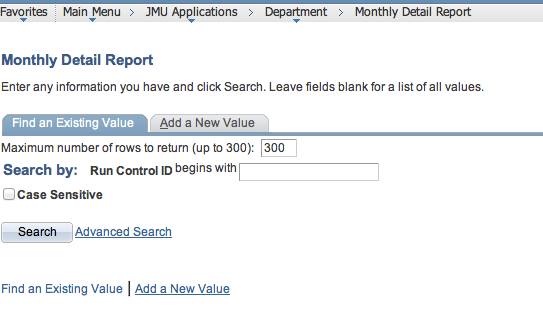 Favorites Main Menu > JMU Applications > Department > Monthly Detail Report
Monthly Detail Report
Enter any information you have and click Search. Leave fields blank for a list of all values.
Find an Existing Value Add a New Value
Maximum number of rows to return (up to 300): 300
Search by: Run Control ID begins with
Case Sensitive
Search Advanced Search
Find an Existing Value | Add a New Value